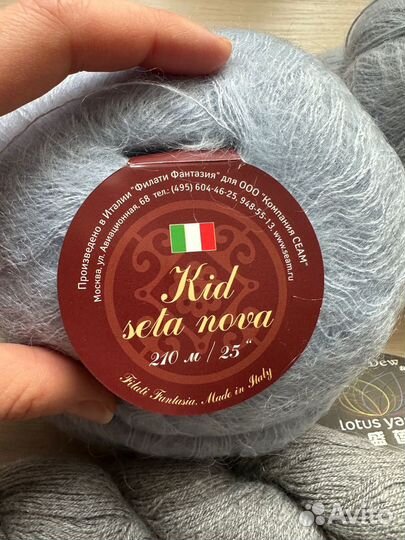 Произведено в Италии "Филати Фантазия" для ООО "Компания СЕАМ"
Москва, ул. Авиационная, 68 тел.: (495) 604-46-25, 948-55-13, www.seam.ru
Kid
seta nova
210 м / 25 г
Filati Fantasia. Made in Italy
Dew
lotus ya
Avito